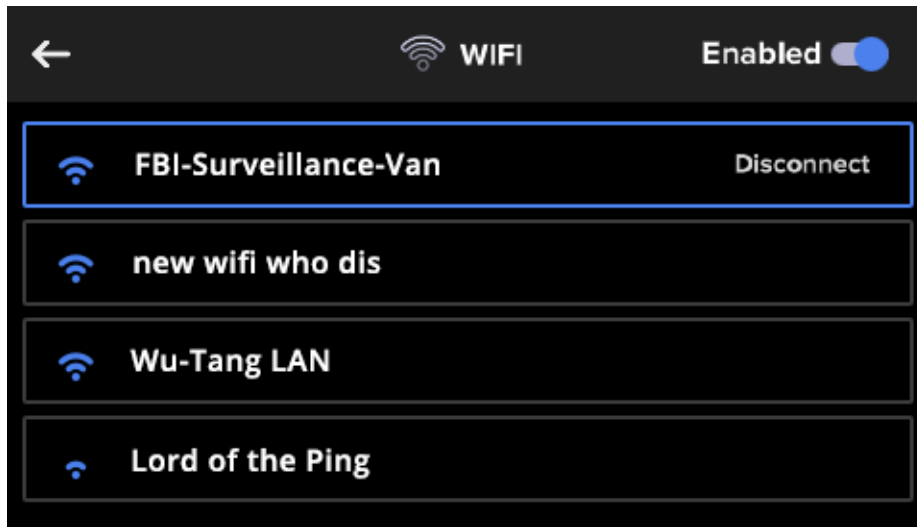 WIFI Enabled
FBI-Surveillance-Van Disconnect
new wifi who dis
Wu-Tang LAN
Lord of the Ping